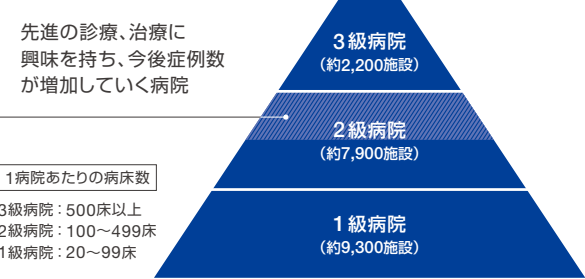 先進の診療、治療に
興味を持ち、今後症例数
が増加していく病院
3級病院
(約2,200施設)
2級病院
(約7,900施設)
1級病院
(約9,300施設)
1病院あたりの病床数
3級病院：500床以上
2級病院：100～499床
1級病院：20～99床